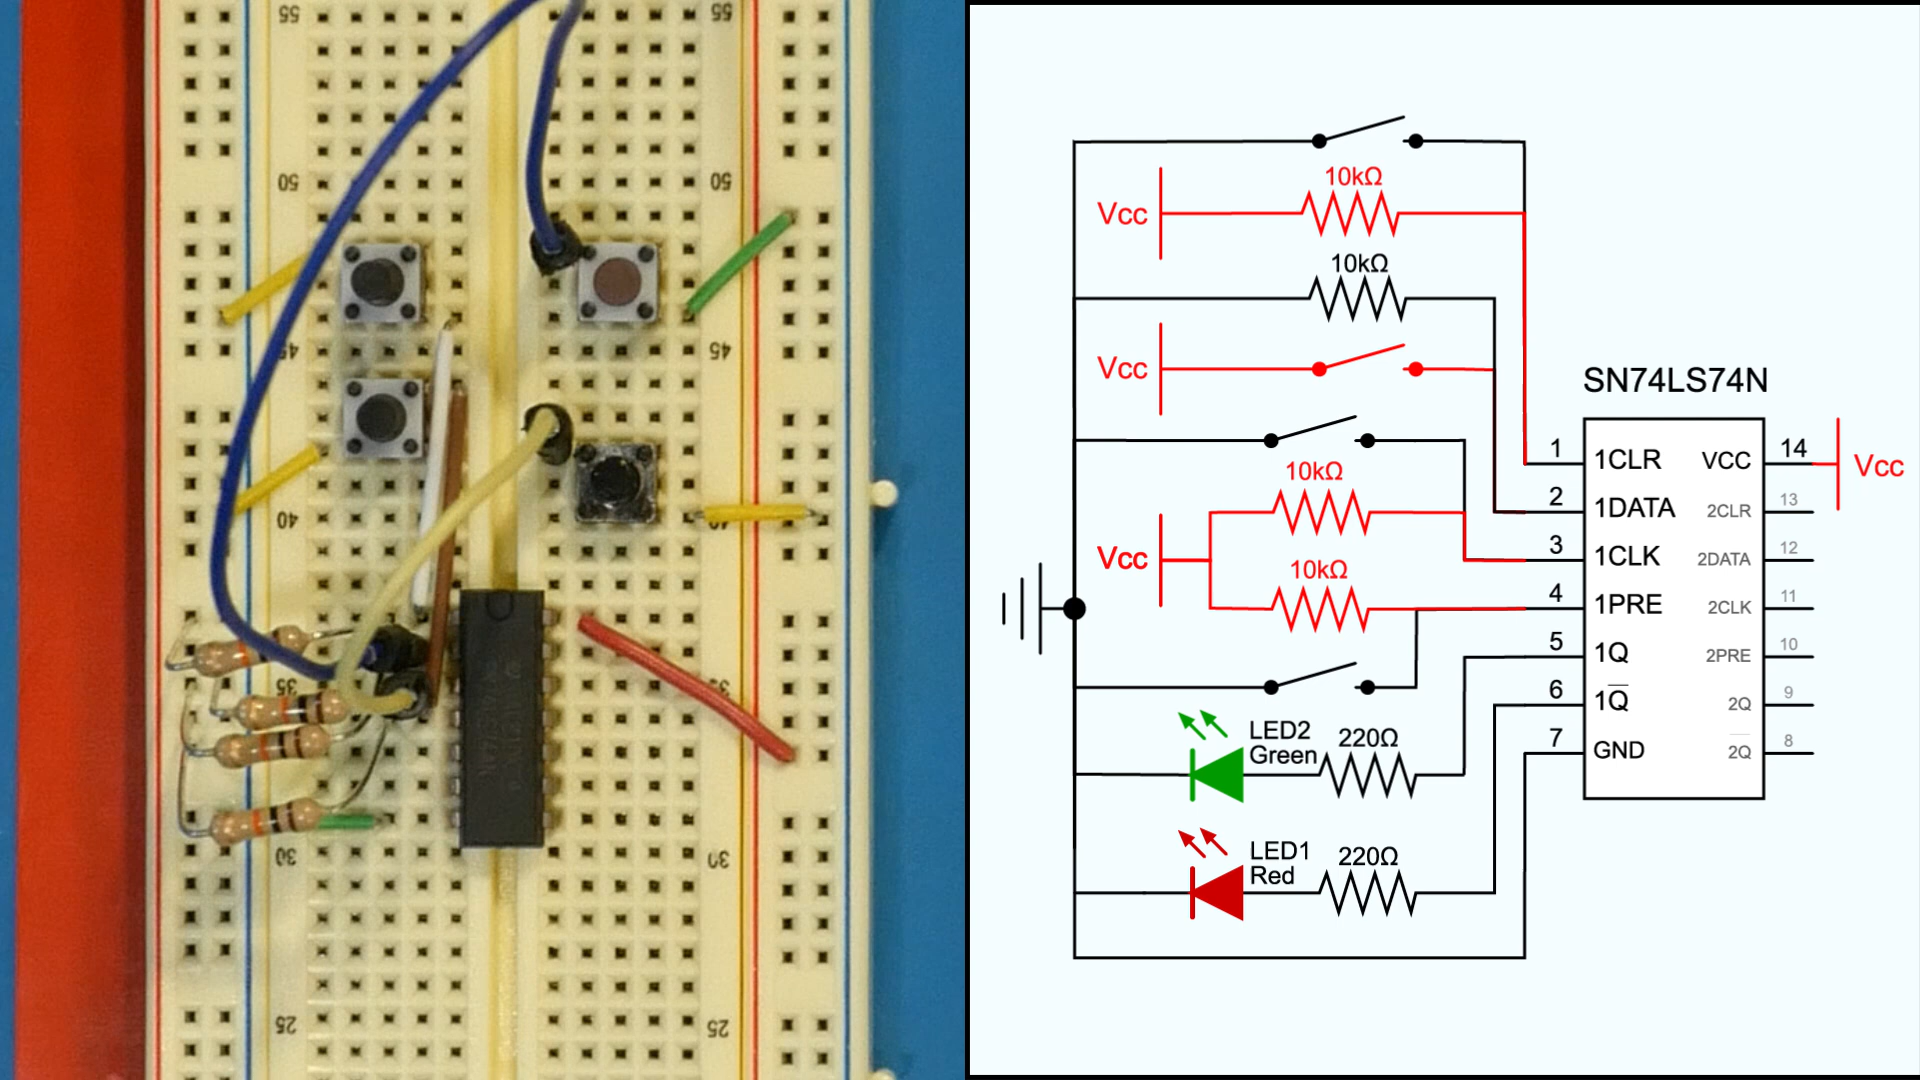 55
55
50
50
45
45
40
35
30
30
25
25
10kΩ
Vcc
10kΩ
Vcc
10kΩ
Vcc
10kΩ
LED2
Green
220Ω
LED1
Red
220Ω
SN74LS74N
1 1CLR VCC 14 Vcc
2 1DATA 2CLR 13
3 1CLK 2DATA 12
4 1PRE 2CLK 11
5 1Q 2PRE 10
6 1Q̅ 2Q 9
7 GND 2Q̅ 8